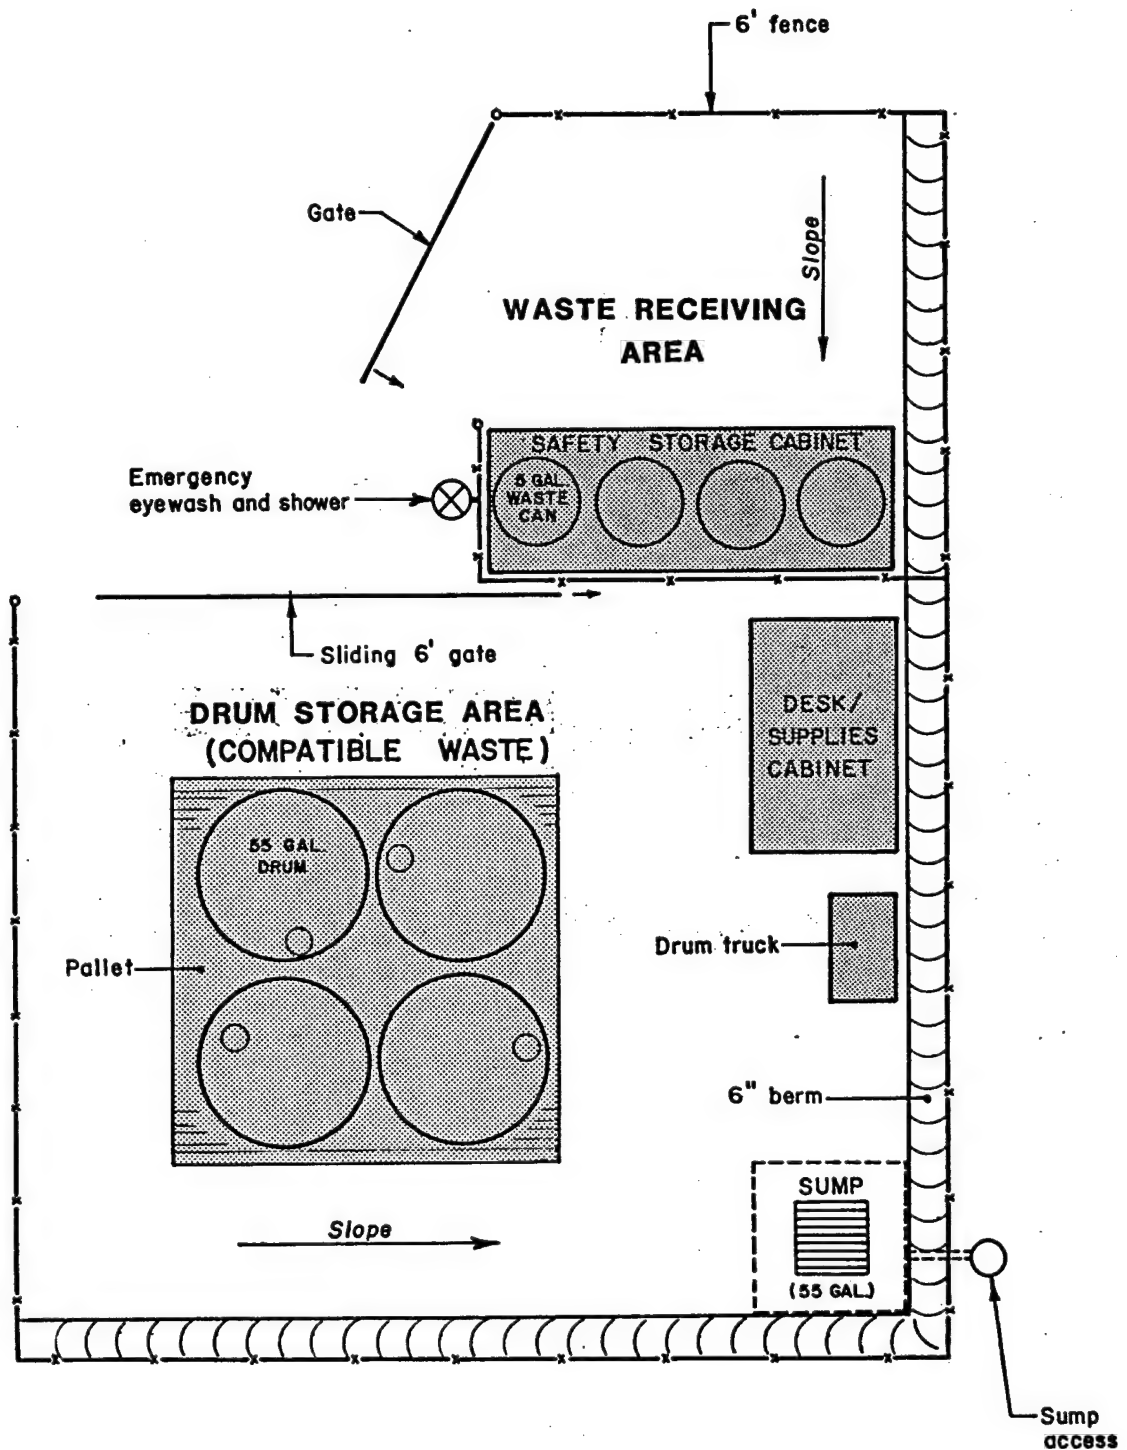 6' fence
Gate
Slope
WASTE RECEIVING
AREA
SAFETY STORAGE CABINET
5 GAL.
WASTE
CAN
Emergency
eyewash and shower
Sliding 6' gate
DRUM STORAGE AREA
(COMPATIBLE WASTE)
DESK/
SUPPLIES
CABINET
55 GAL.
DRUM
Drum truck
Pallet
6" berm
SUMP
(55 GAL.)
Slope
Sump
access